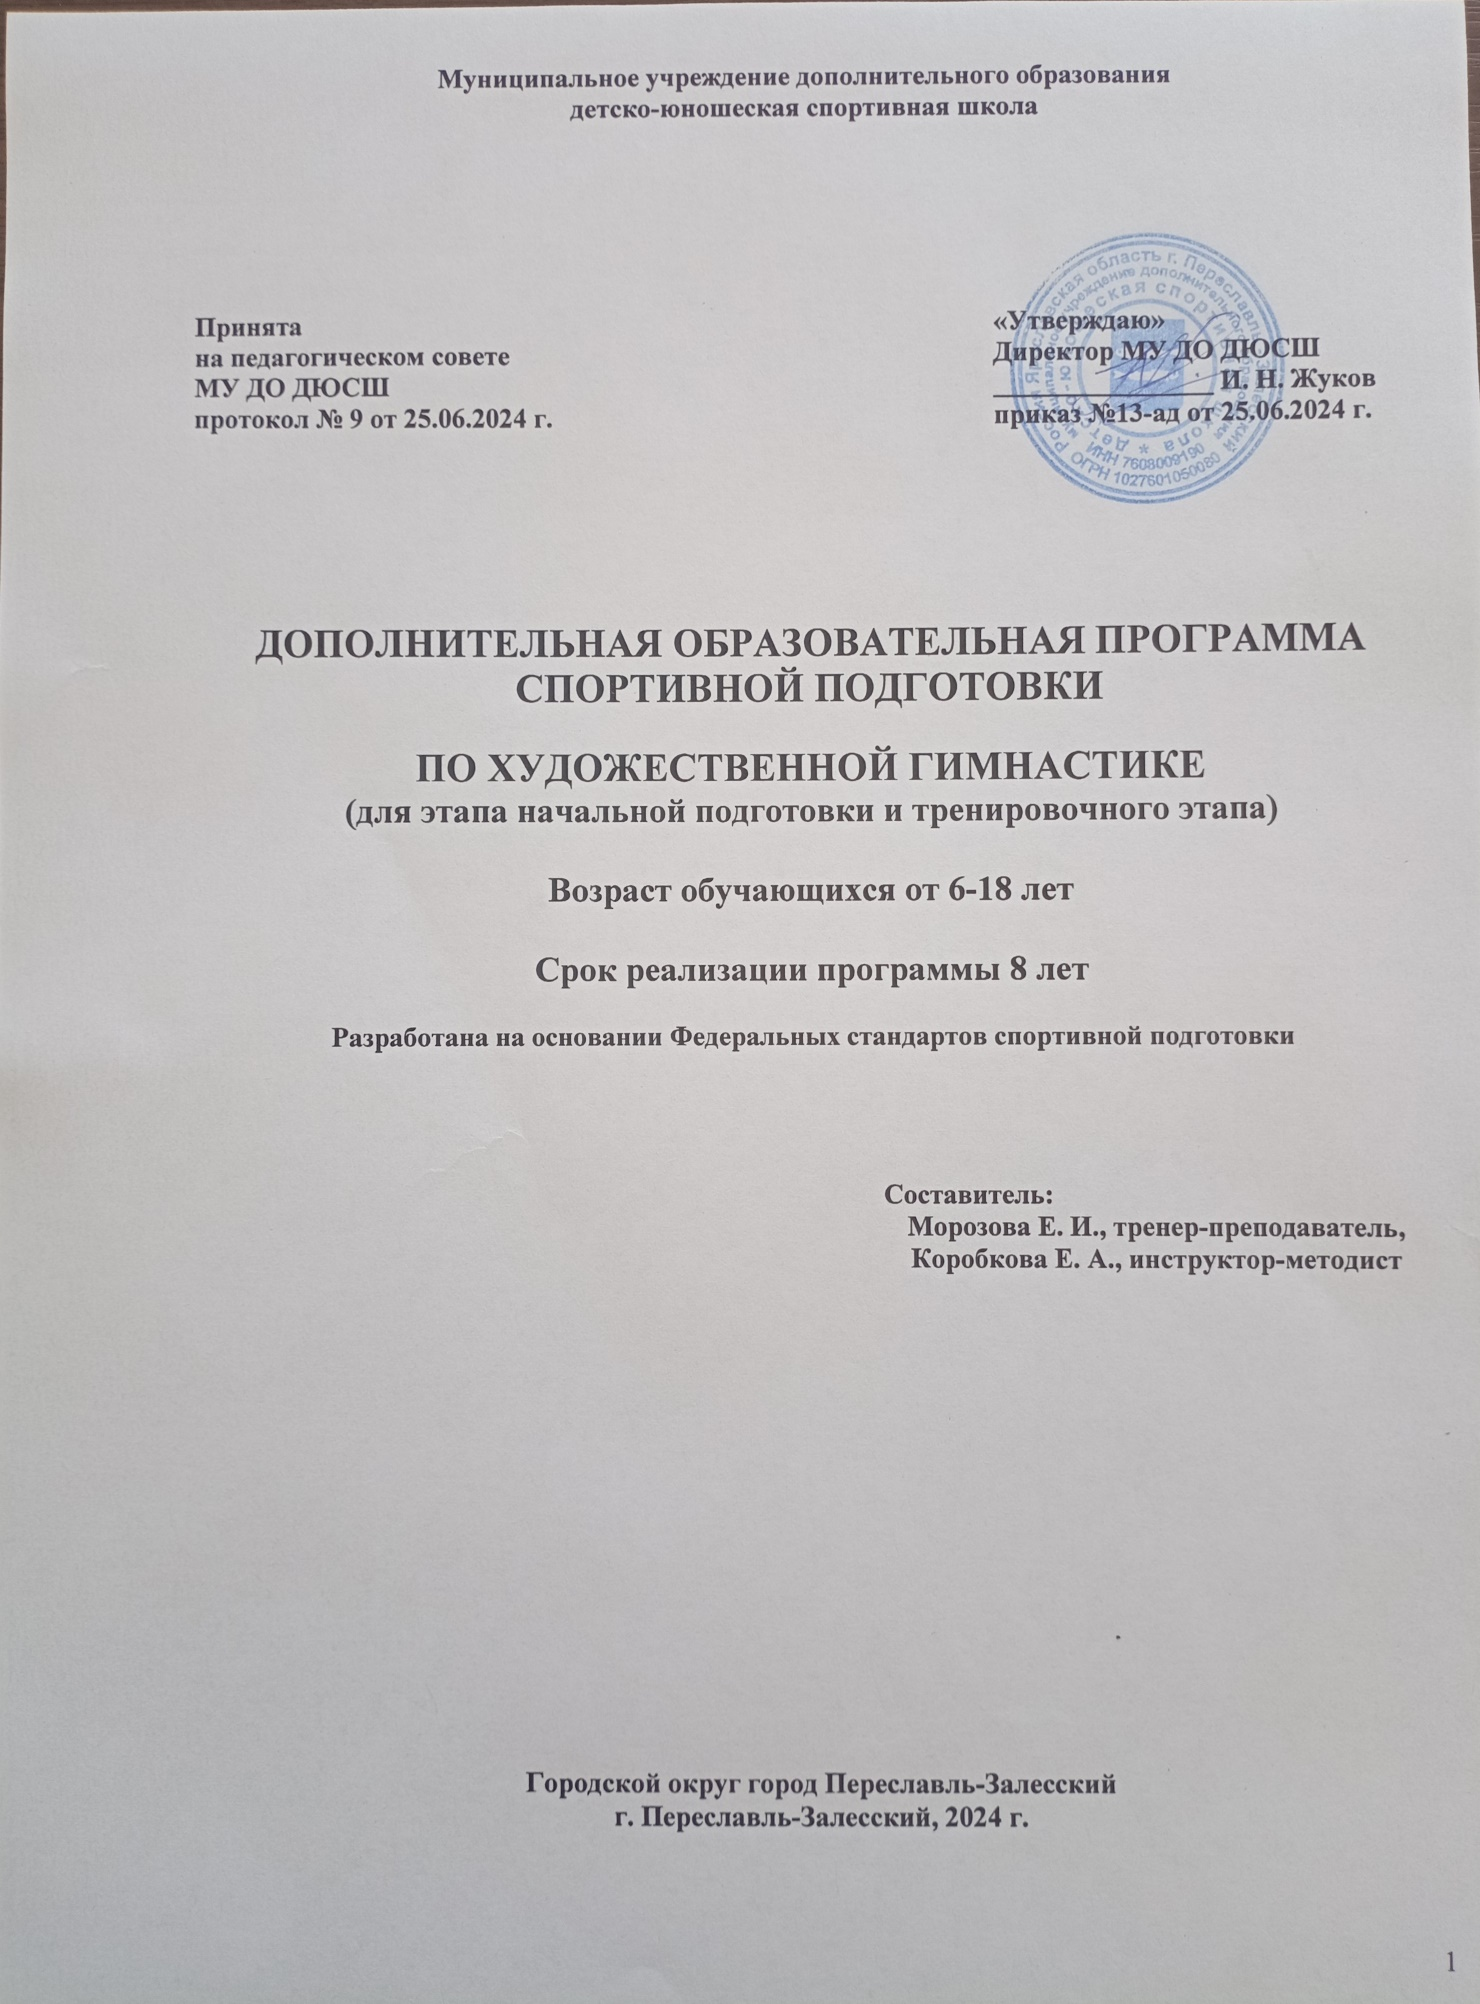 Муниципальное учреждение дополнительного образования
детско-юношеская спортивная школа
Принята
на педагогическом совете
МУ ДО ДЮСШ
протокол № 9 от 25.06.2024 г.
«Утверждаю»
Директор МУ ДО ДЮСШ
И. Н. Жуков
приказ №13-ад от 25.06.2024 г.
ИНН 7608009190
ОГРН 1027601050080
ДОПОЛНИТЕЛЬНАЯ ОБРАЗОВАТЕЛЬНАЯ ПРОГРАММА
СПОРТИВНОЙ ПОДГОТОВКИ
ПО ХУДОЖЕСТВЕННОЙ ГИМНАСТИКЕ
(для этапа начальной подготовки и тренировочного этапа)
Возраст обучающихся от 6-18 лет
Срок реализации программы 8 лет
Разработана на основании Федеральных стандартов спортивной подготовки
Составитель:
Морозова Е. И., тренер-преподаватель,
Коробкова Е. А., инструктор-методист
Городской округ город Переславль-Залесский
г. Переславль-Залесский, 2024 г.
1